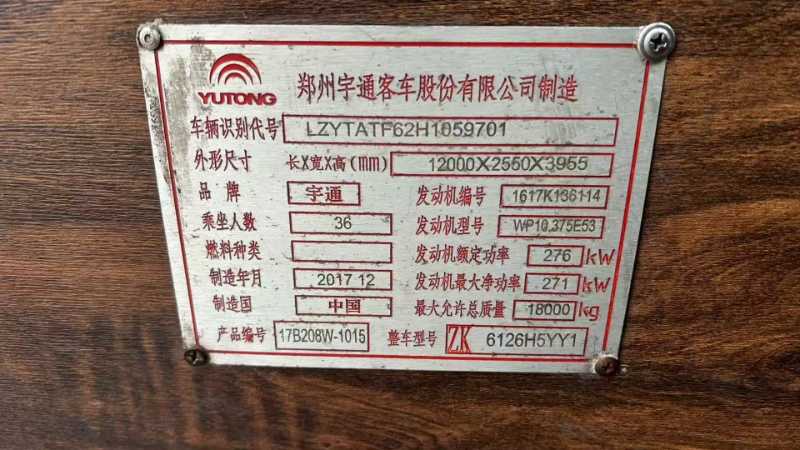 YUTONG
郑州宇通客车股份有限公司制造
车辆识别代号 LZYTATF62H1059701
外形尺寸 长X宽X高(mm) 12000X2550X3955
品牌 宇通 发动机编号 1617K136114
乘坐人数 36 发动机型号 WP10.375E53
燃料种类 发动机额定功率 276 kW
制造年月 2017 12 发动机最大净功率 271 kW
制造国 中国 最大允许总质量 18000 kg
产品编号 17B208W-1015 整车型号 ZK 6126H5YY1